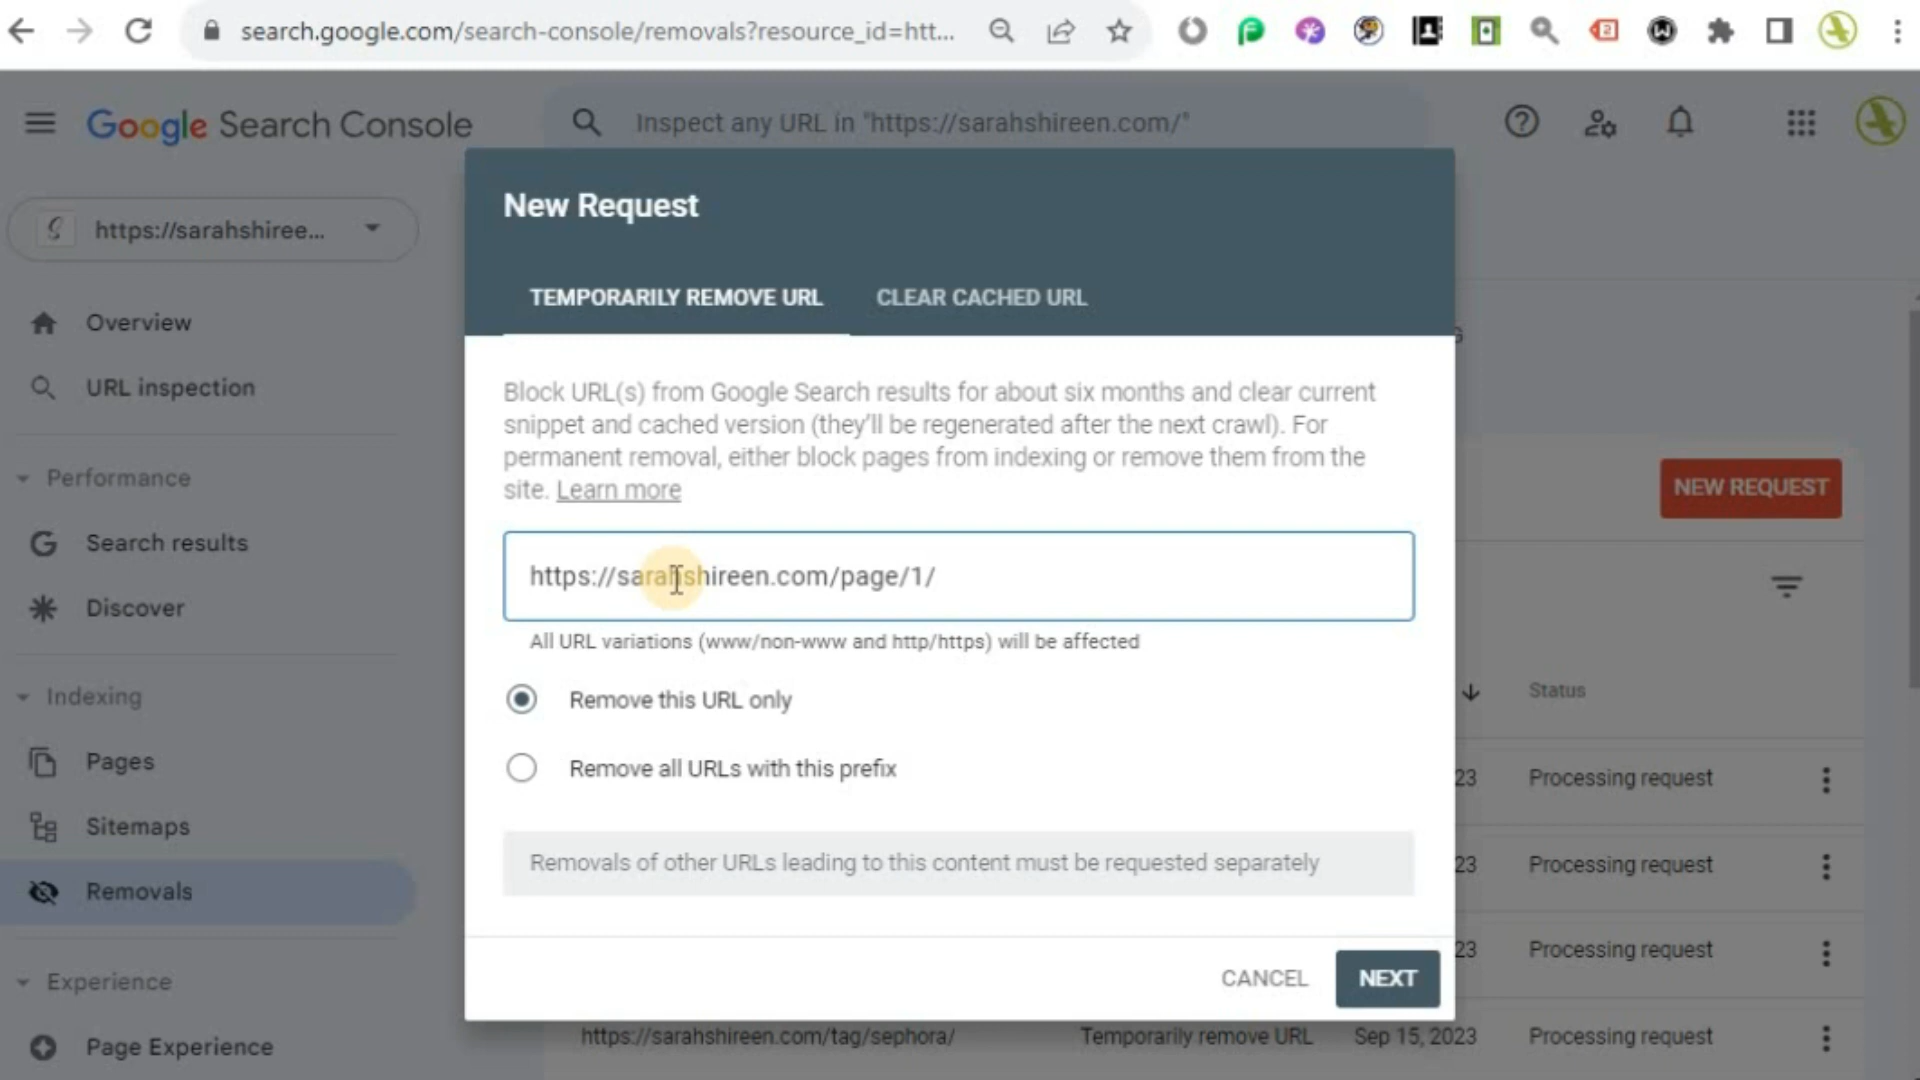 search.google.com/search-console/removals?resource_id=htt...
Google Search Console
Inspect any URL in "https://sarahshireen.com/"
https://sarahshiree...
Overview
URL inspection
Performance
Search results
Discover
Indexing
Pages
Sitemaps
Removals
Experience
Page Experience
New Request
TEMPORARILY REMOVE URL
CLEAR CACHED URL
Block URL(s) from Google Search results for about six months and clear current
snippet and cached version (they'll be regenerated after the next crawl). For
permanent removal, either block pages from indexing or remove them from the
site. Learn more
https://sarahshireen.com/page/1/
All URL variations (www/non-www and http/https) will be affected
Remove this URL only
Remove all URLs with this prefix
Removals of other URLs leading to this content must be requested separately
CANCEL
NEXT
NEW REQUEST
Status
23 Processing request
23 Processing request
23 Processing request
https://sarahshireen.com/tag/sephora/ Temporarily remove URL Sep 15, 2023 Processing request